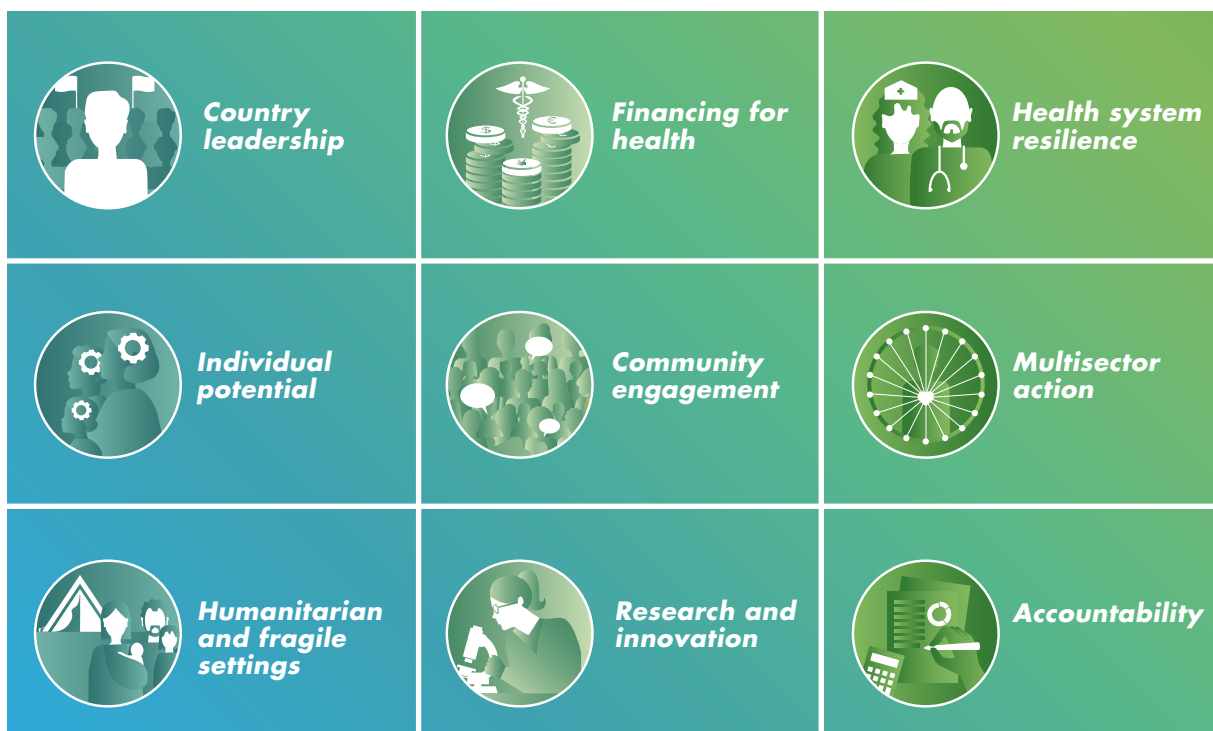 Country
leadership
Financing for
health
Health system
resilience
Individual
potential
Community
engagement
Multisector
action
Humanitarian
and fragile
settings
Research and
innovation
Accountability